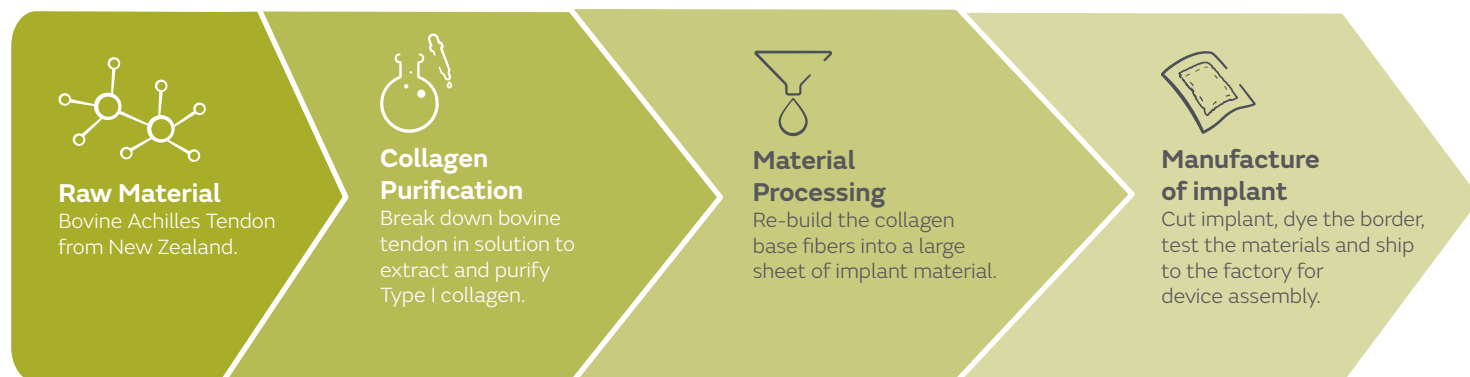 Raw Material
Bovine Achilles Tendon
from New Zealand.
Collagen
Purification
Break down bovine
tendon in solution to
extract and purify
Type I collagen.
Material
Processing
Re-build the collagen
base fibers into a large
sheet of implant material.
Manufacture
of implant
Cut implant, dye the border,
test the materials and ship
to the factory for
device assembly.